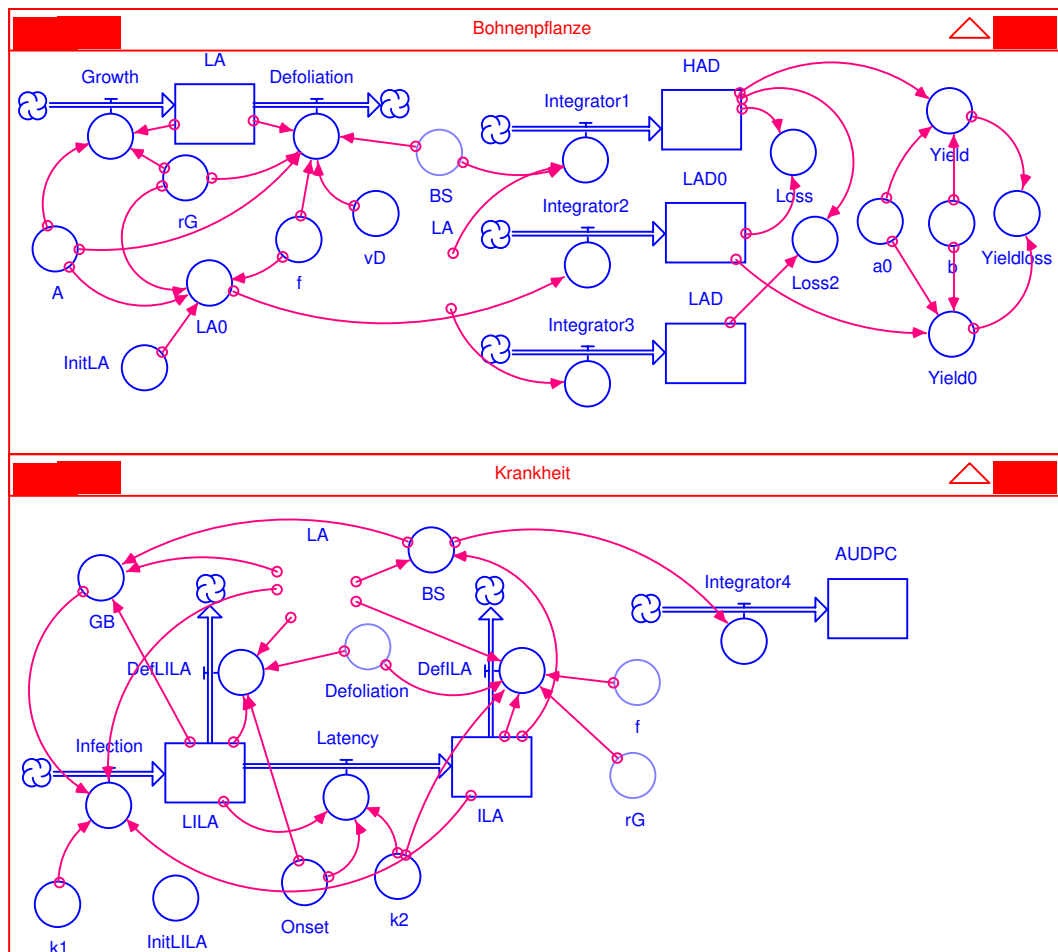 Bohnenpflanze
LA
HAD
Growth
Defoliation
Integrator1
Yield
BS
Loss
LAD0
rG
Integrator2
LA
vD
a0
b
Yieldloss
A
f
Loss2
LA0
LAD
Integrator3
InitLA
Yield0
Krankheit
LA
AUDPC
Integrator4
BS
GB
DefLILA
DefILA
Defoliation
f
Infection
Latency
LILA
ILA
rG
Onset
k2
InitLILA
k1